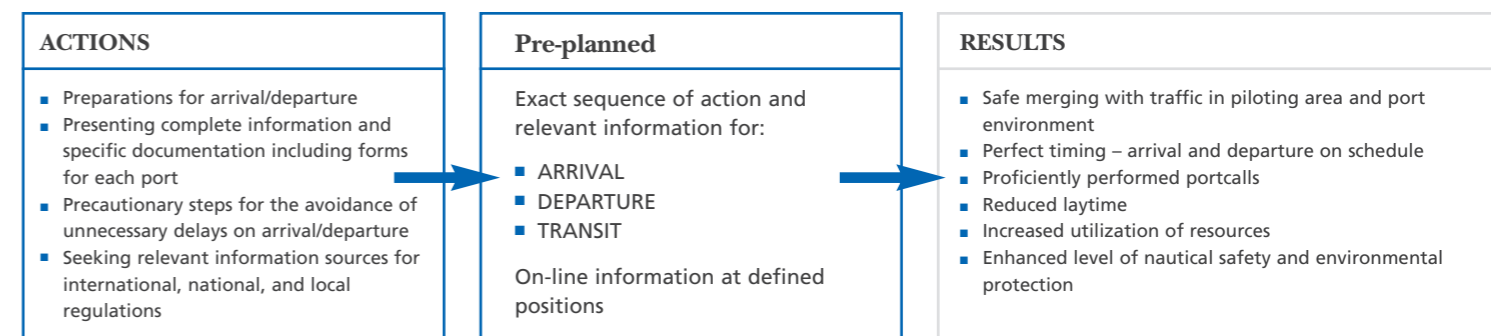 ACTIONS
■ Preparations for arrival/departure
■ Presenting complete information and
specific documentation including forms
for each port
■ Precautionary steps for the avoidance of
unnecessary delays on arrival/departure
■ Seeking relevant information sources for
international, national, and local
regulations
Pre-planned
Exact sequence of action and
relevant information for:
■ ARRIVAL
■ DEPARTURE
■ TRANSIT
On-line information at defined
positions
RESULTS
■ Safe merging with traffic in piloting area and port
environment
■ Perfect timing – arrival and departure on schedule
■ Proficiently performed portcalls
■ Reduced laytime
■ Increased utilization of resources
■ Enhanced level of nautical safety and environmental
protection